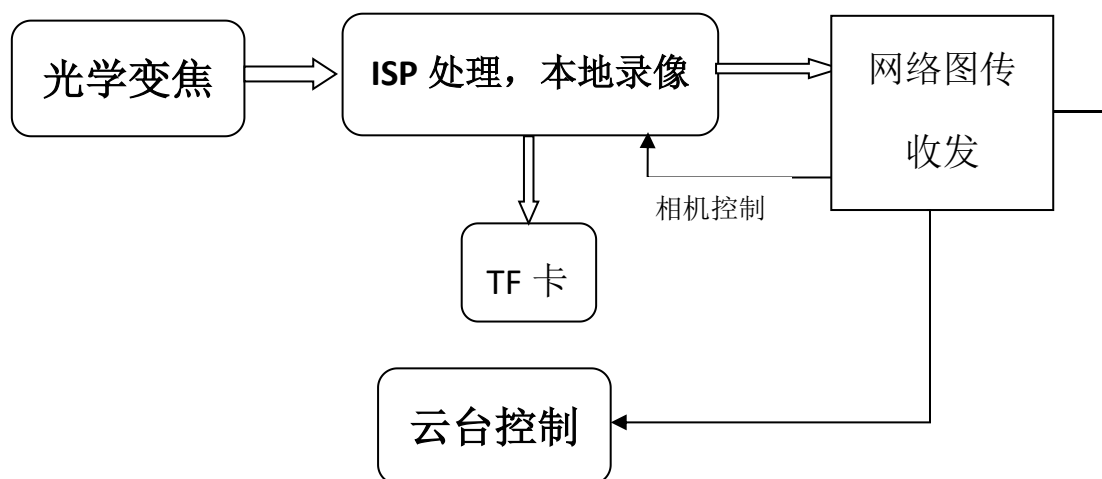 光学变焦
ISP 处理，本地录像
网络图传
收发
相机控制
TF 卡
云台控制